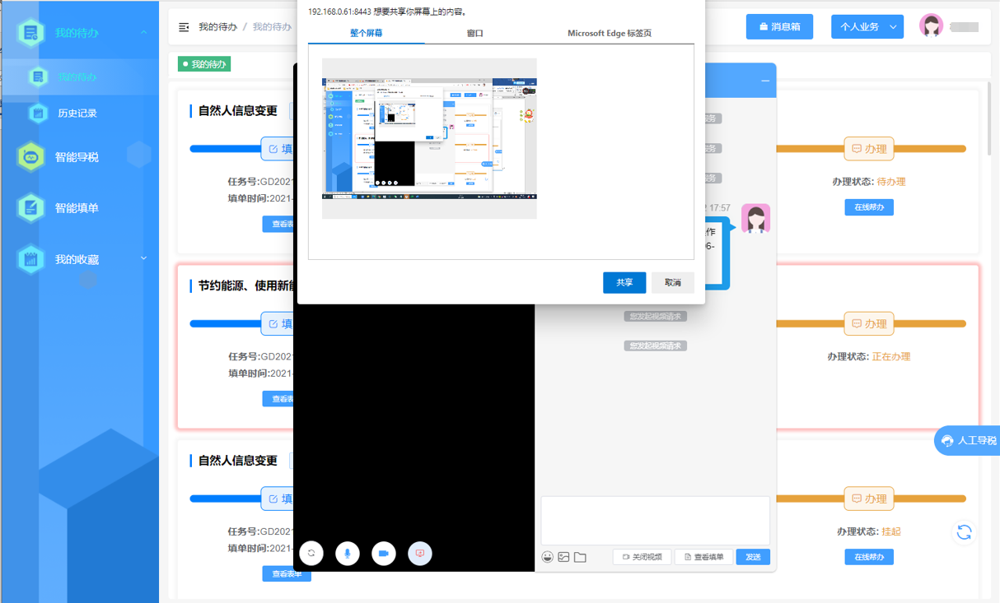 192.168.0.61:8443 想要共享你屏幕上的内容。
整个屏幕
窗口
Microsoft Edge 标签页
共享
取消
我的待办
我的待办
历史记录
智能导税
智能填单
我的收藏
我的待办 / 我的待办
消息箱
个人业务
我的待办
自然人信息变更
填
办理
任务号:GD202
填单时间:2021-
查看表
办理状态: 待办理
在线帮办
17:57
作
6-
节约能源、使用新能
填
办理
任务号:GD202
填单时间:2021-
查看表
办理状态: 正在办理
您发起视频请求
您发起视频请求
人工导税
自然人信息变更
填
办理
任务号:GD202
填单时间:2021-
查看表单
办理状态: 挂起
在线帮办
关闭视频
查看填单
发送